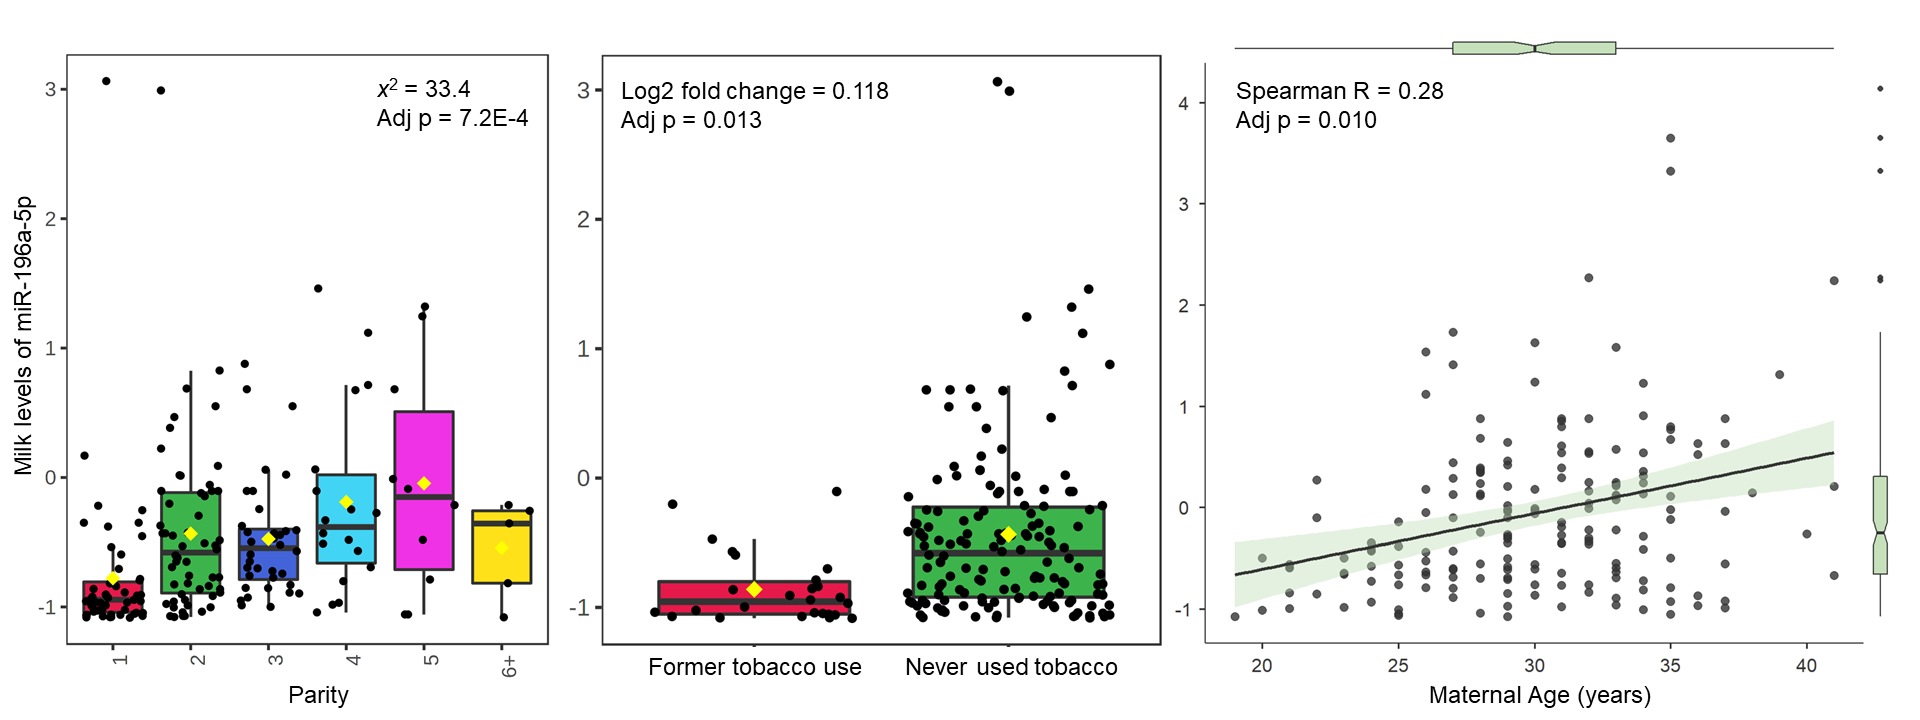 Milk levels of miR-196a-5p
3
2
1
0
-1
x² = 33.4
Adj p = 7.2E-4
1 2 3 4 5 6+
Parity
3
2
1
0
-1
Log2 fold change = 0.118
Adj p = 0.013
Former tobacco use Never used tobacco
4
3
2
1
0
-1
Spearman R = 0.28
Adj p = 0.010
20 25 30 35 40
Maternal Age (years)